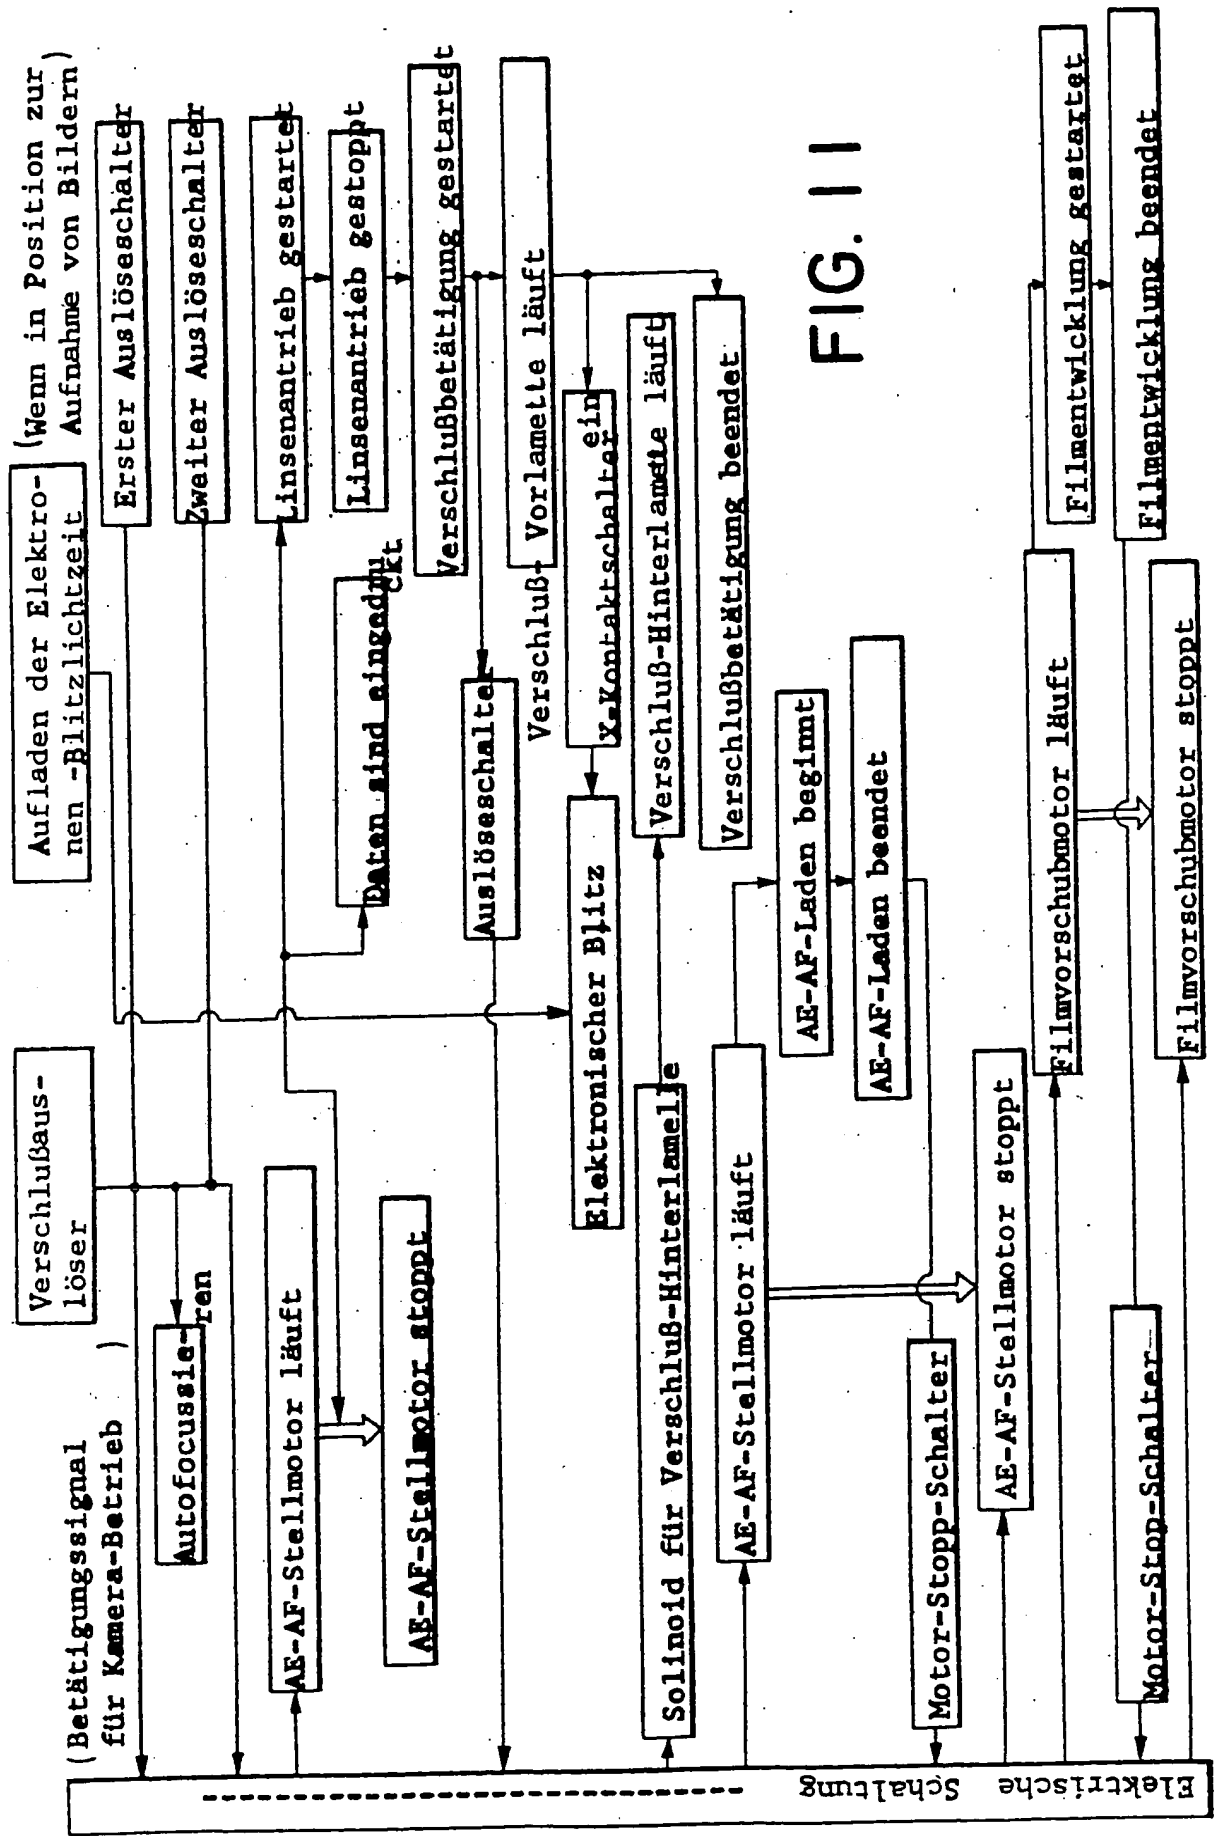 (Betätigungssignal
für Kamera-Betrieb)
Verschlußaus-
löser
Aufladen der Elektro-
nen -Blitzlichtzeit
(Wenn in Position zur
Aufnahme von Bildern)
Erster Auslöseschalter
Autofocussie-
ren
Zweiter Auslöseschalter
AE-AF-Stellmotor läuft
Linsenantrieb gestartet
AE-AF-Stellmotor stoppt
Daten sind eingedru
ckt
Linsenantrieb gestoppt
Verschlußbetätigung gestartet
Auslöseschalter
Verschluß- Vorlamette läuft
Elektronischer Blitz
ein
X-Kontaktschalter
Solinoid für Verschluß-Hinterlamelle
Verschluß-Hinterlamelle läuft
Verschlußbetätigung beendet
AE-AF-Stellmotor läuft
AE-AF-Laden beginnt
AE-AF-Laden beendet
Motor-Stopp-Schalter
AE-AF-Stellmotor stoppt
Filmvorschubmotor läuft
Filmentwicklung gestartet
Filmentwicklung beendet
Motor-Stop-Schalter
Filmvorschubmotor stoppt
Elektrische
Schaltung
FIG. 11